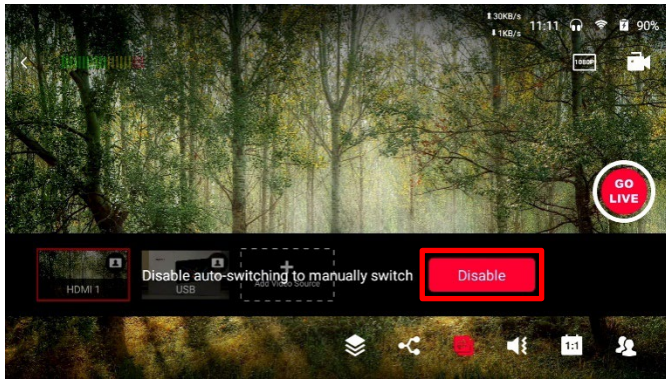 30KB/s
1KB/s
11:11
90%
1080P
GO
LIVE
HDMI 1
USB
Add Video Source
Disable auto-switching to manually switch
Disable
1:1